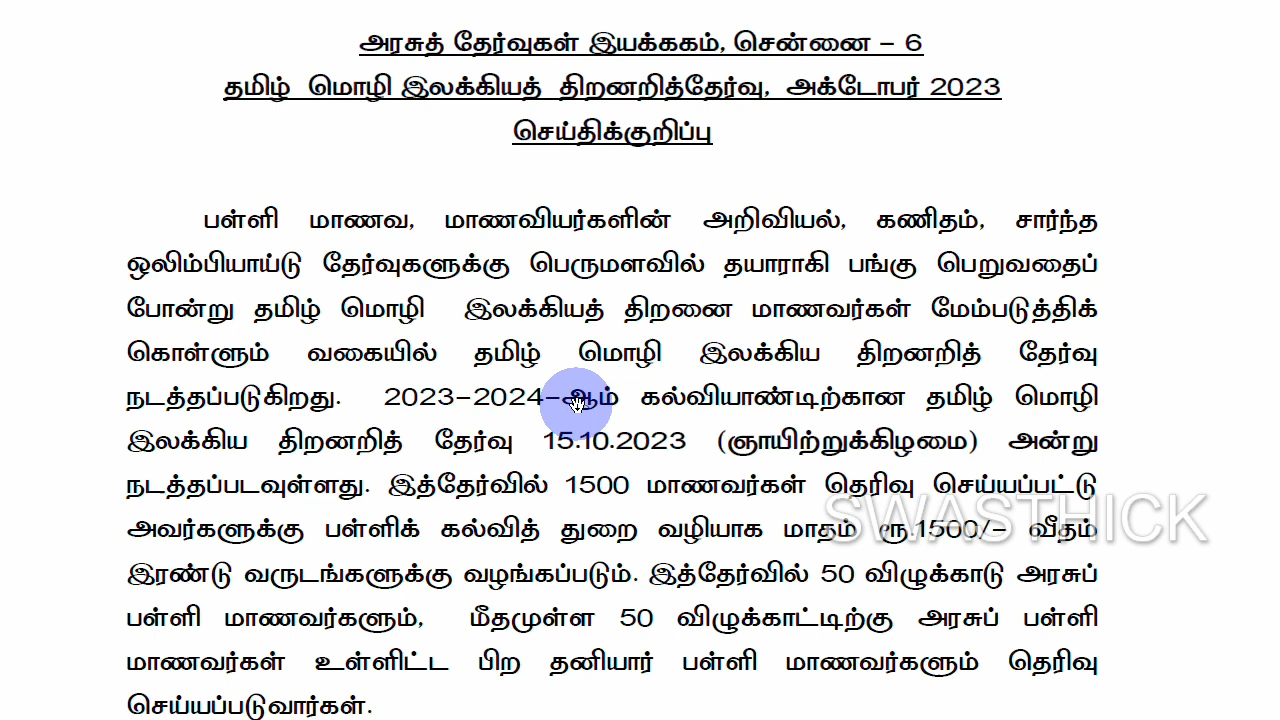 அரசுத் தேர்வுகள் இயக்ககம், சென்னை – 6
தமிழ் மொழி இலக்கியத் திறனறித்தேர்வு, அக்டோபர் 2023
செய்திக்குறிப்பு
பள்ளி மாணவ, மாணவியர்களின் அறிவியல், கணிதம், சார்ந்த
ஒலிம்பியாய்டு தேர்வுகளுக்கு பெருமளவில் தயாராகி பங்கு பெறுவதைப்
போன்று தமிழ் மொழி இலக்கியத் திறனை மாணவர்கள் மேம்படுத்திக்
கொள்ளும் வகையில் தமிழ் மொழி இலக்கிய திறனறித் தேர்வு
நடத்தப்படுகிறது. 2023-2024-ஆம் கல்வியாண்டிற்கான தமிழ் மொழி
இலக்கிய திறனறித் தேர்வு 15.10.2023 (ஞாயிற்றுக்கிழமை) அன்று
நடத்தப்படவுள்ளது. இத்தேர்வில் 1500 மாணவர்கள் தெரிவு செய்யப்பட்டு
அவர்களுக்கு பள்ளிக் கல்வித் துறை வழியாக மாதம் ரூ.1500/- வீதம்
SWASTHICK
இரண்டு வருடங்களுக்கு வழங்கப்படும். இத்தேர்வில் 50 விழுக்காடு அரசுப்
பள்ளி மாணவர்களும், மீதமுள்ள 50 விழுக்காட்டிற்கு அரசுப் பள்ளி
மாணவர்கள் உள்ளிட்ட பிற தனியார் பள்ளி மாணவர்களும் தெரிவு
செய்யப்படுவார்கள்.